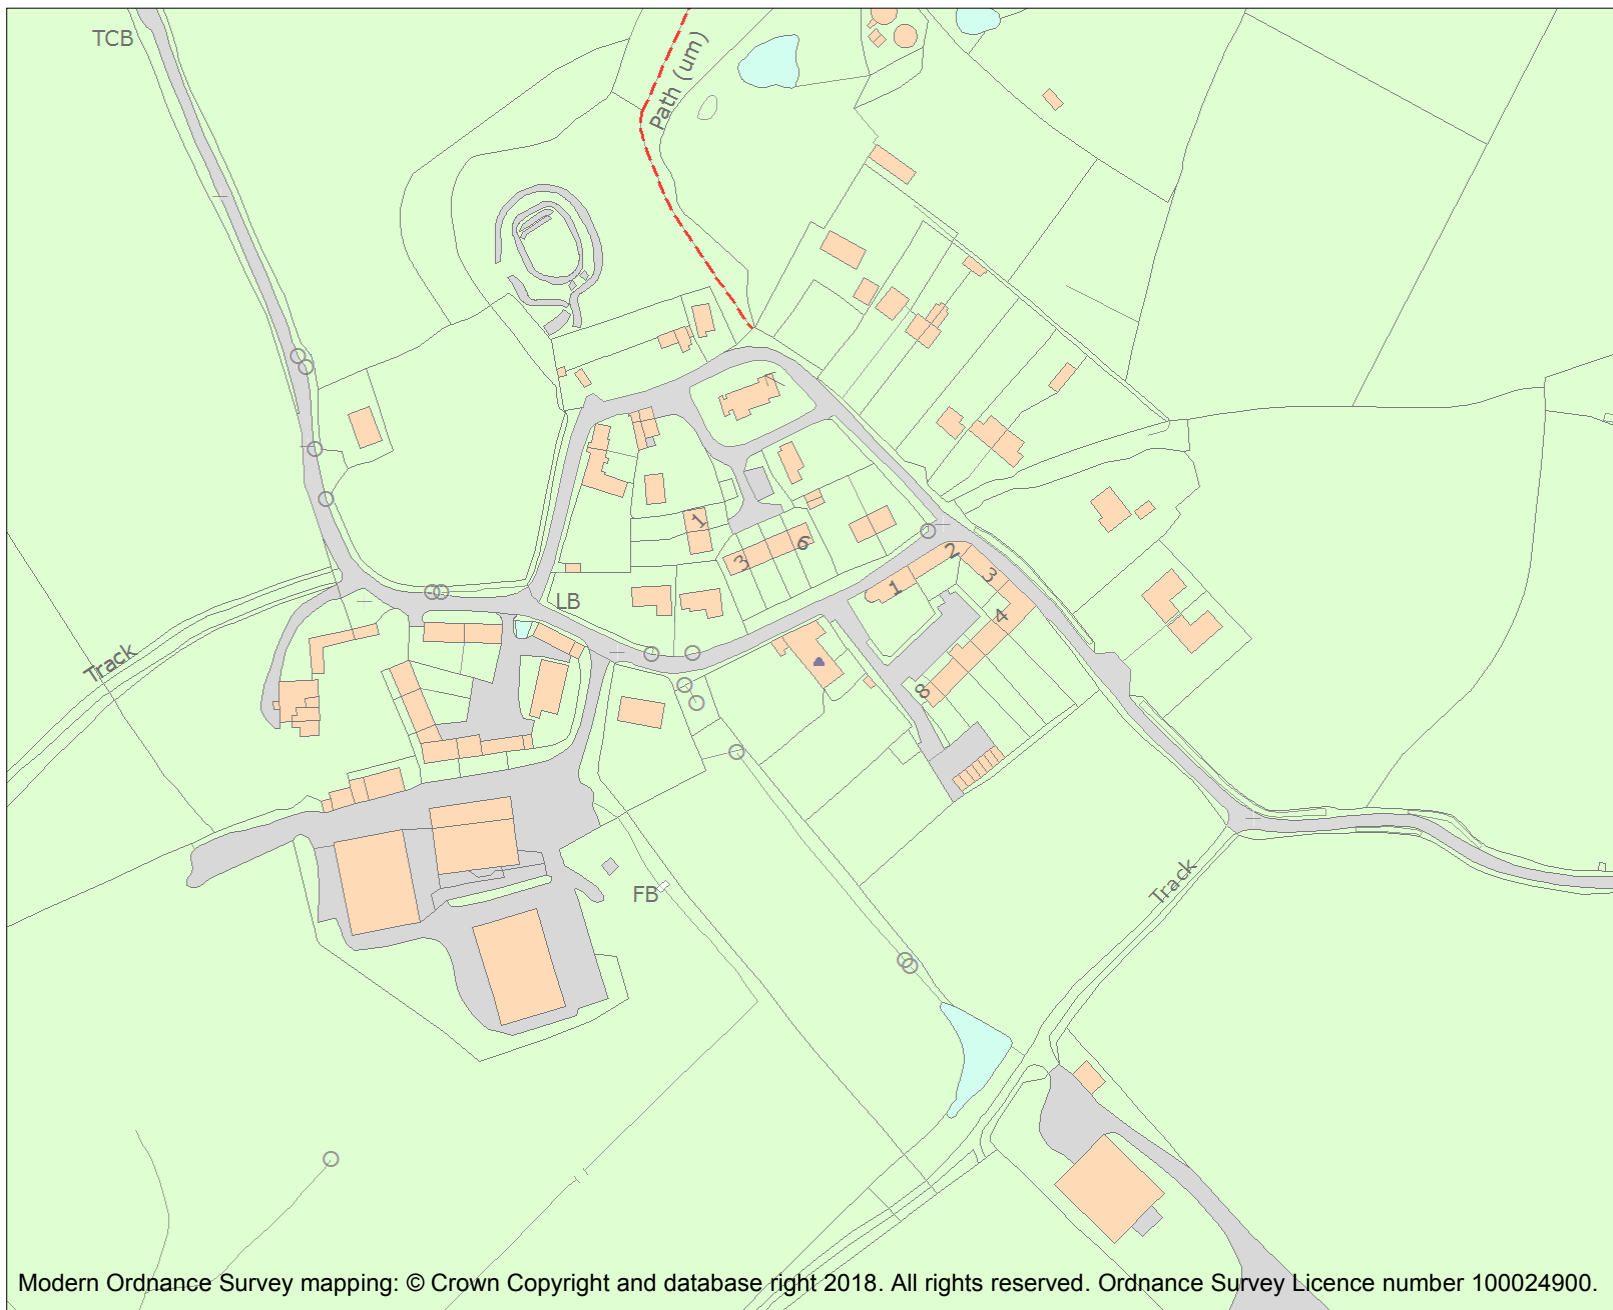 TCB
Path (um)
1
3
6
2
1
3
4
8
LB
Track
FB
Track
Modern Ordnance Survey mapping: © Crown Copyright and database right 2018. All rights reserved. Ordnance Survey Licence number 100024900.